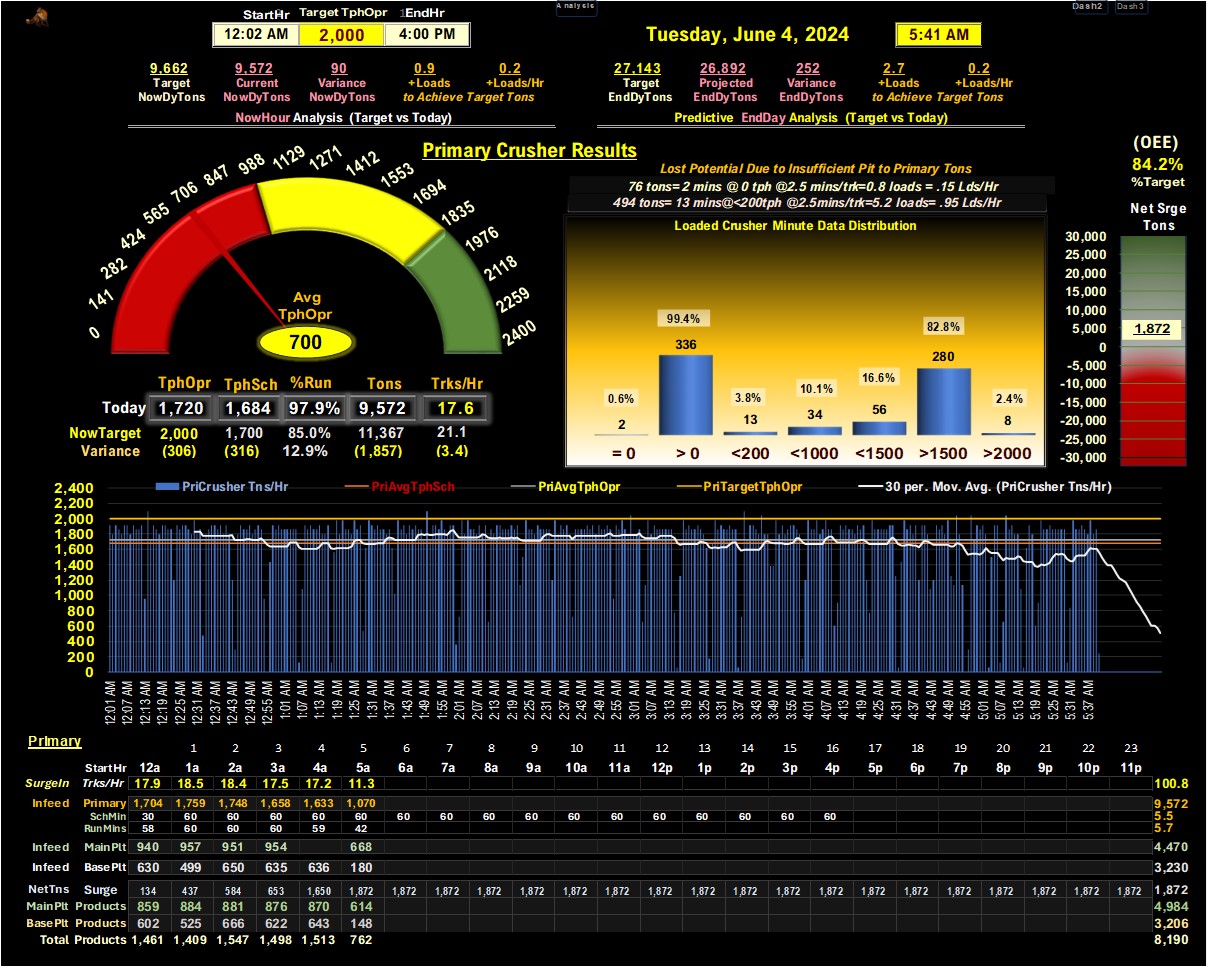 Analysis
Dash2 Dash3
StartHr Target TphOpr 1EndHr
12:02 AM 2,000 4:00 PM
Tuesday, June 4, 2024 5:41 AM
9,662 9,572 90 0.9 0.2
Target Current Variance +Loads +Loads/Hr
NowDyTons NowDyTons NowDyTons to Achieve Target Tons
NowHour Analysis (Target vs Today)
27,143 26,892 252 2.7 0.2
Target Projected Variance +Loads +Loads/Hr
EndDyTons EndDyTons EndDyTons to Achieve Target Tons
Predictive EndDay Analysis (Target vs Today)
Primary Crusher Results
0 141 282 424 565 706 847 988 1129 1271 1412 1553 1694 1835 1976 2118 2259 2400
Avg
TphOpr
700
TphOpr TphSch %Run Tons Trks/Hr
Today 1,720 1,684 97.9% 9,572 17.6
NowTarget 2,000 1,700 85.0% 11,367 21.1
Variance (306) (316) 12.9% (1,857) (3.4)
Lost Potential Due to Insufficient Pit to Primary Tons
76 tons= 2 mins @ 0 tph @2.5 mins/trk=0.8 loads = .15 Lds/Hr
494 tons= 13 mins@<200tph @2.5mins/trk=5.2 loads= .95 Lds/Hr
Loaded Crusher Minute Data Distribution
0.6% 99.4% 3.8% 10.1% 16.6% 82.8% 2.4%
2 336 13 34 56 280 8
= 0 > 0 <200 <1000 <1500 >1500 >2000
(OEE)
84.2%
%Target
Net Srge
Tons
30,000
25,000
20,000
15,000
10,000
5,000
0
-5,000
-10,000
-15,000
-20,000
-25,000
-30,000
1,872
PriCrusher Tns/Hr PriAvgTphSch PriAvgTphOpr PriTargetTphOpr 30 per. Mov. Avg. (PriCrusher Tns/Hr)
2,400
2,200
2,000
1,800
1,600
1,400
1,200
1,000
800
600
400
200
0
12:01 AM 12:07 AM 12:13 AM 12:19 AM 12:25 AM 12:31 AM 12:37 AM 12:43 AM 12:49 AM 12:55 AM 1:01 AM 1:07 AM 1:13 AM 1:19 AM 1:25 AM 1:31 AM 1:37 AM 1:43 AM 1:49 AM 1:55 AM 2:01 AM 2:07 AM 2:13 AM 2:19 AM 2:25 AM 2:31 AM 2:37 AM 2:43 AM 2:49 AM 2:55 AM 3:01 AM 3:07 AM 3:13 AM 3:19 AM 3:25 AM 3:31 AM 3:37 AM 3:43 AM 3:49 AM 3:55 AM 4:01 AM 4:07 AM 4:13 AM 4:19 AM 4:25 AM 4:31 AM 4:37 AM 4:43 AM 4:49 AM 4:55 AM 5:01 AM 5:07 AM 5:13 AM 5:19 AM 5:25 AM 5:31 AM 5:37 AM
Primary
1 2 3 4 5 6 7 8 9 10 11 12 13 14 15 16 17 18 19 20 21 22 23
StartHr 12a 1a 2a 3a 4a 5a 6a 7a 8a 9a 10a 11a 12p 1p 2p 3p 4p 5p 6p 7p 8p 9p 10p 11p
SurgeIn Trks/Hr 17.9 18.5 18.4 17.5 17.2 11.3 100.8
Infeed Primary 1,704 1,759 1,748 1,658 1,633 1,070 9,572
SchMin 30 60 60 60 60 60 60 60 60 60 60 60 60 60 60 60 60 5.5
RunMins 58 60 60 60 59 42 5.7
Infeed MainPlt 940 957 951 954 668 4,470
Infeed BasePlt 630 499 650 635 636 180 3,230
NetTns Surge 134 437 584 653 1,650 1,872 1,872 1,872 1,872 1,872 1,872 1,872 1,872 1,872 1,872 1,872 1,872 1,872 1,872 1,872 1,872 1,872 1,872 1,872 1,872
MainPlt Products 859 884 881 876 870 614 4,984
BasePlt Products 602 525 666 622 643 148 3,206
Total Products 1,461 1,409 1,547 1,498 1,513 762 8,190